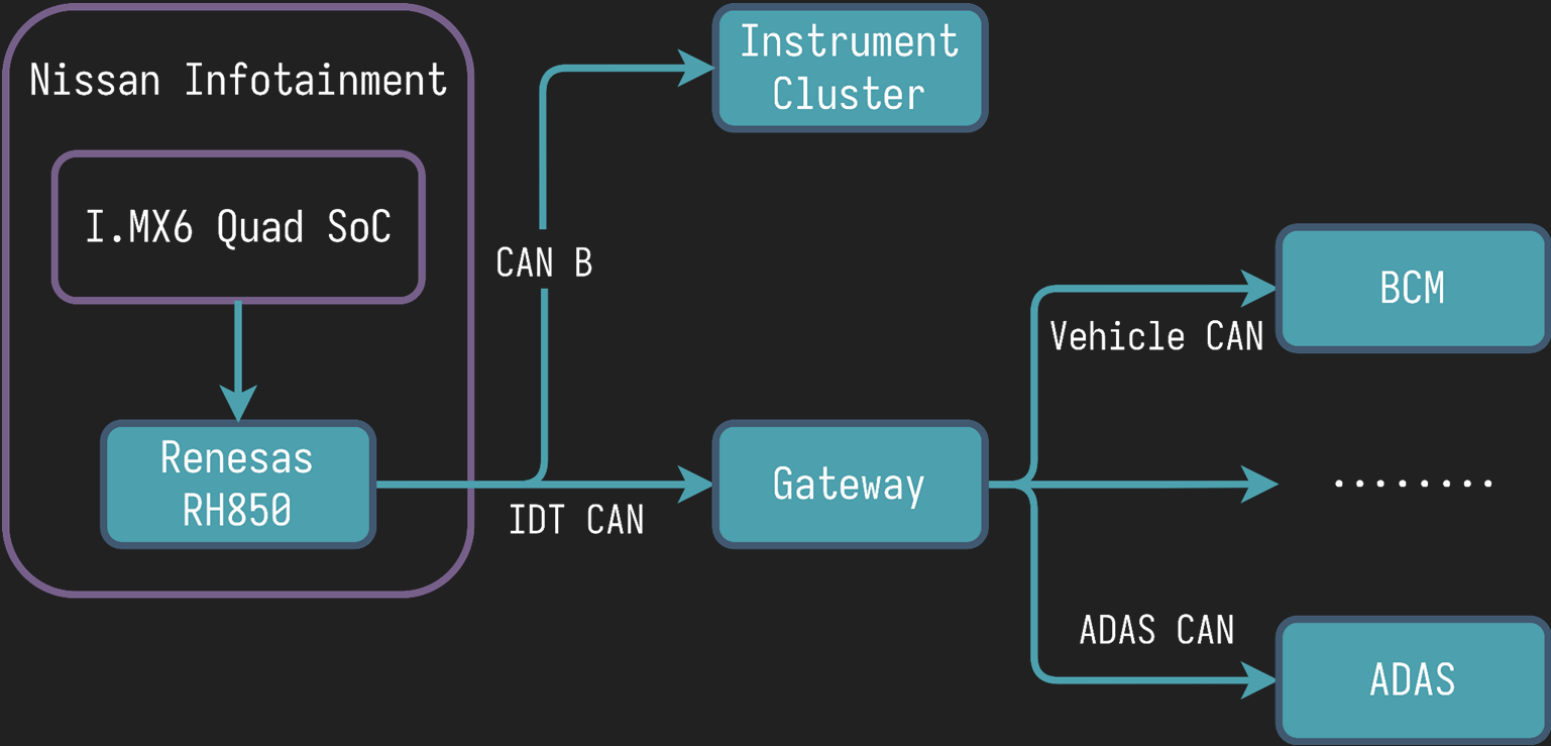 Nissan Infotainment
I.MX6 Quad SoC
Renesas
RH850
Instrument
Cluster
CAN B
IDT CAN
Gateway
Vehicle CAN
BCM
........
ADAS CAN
ADAS